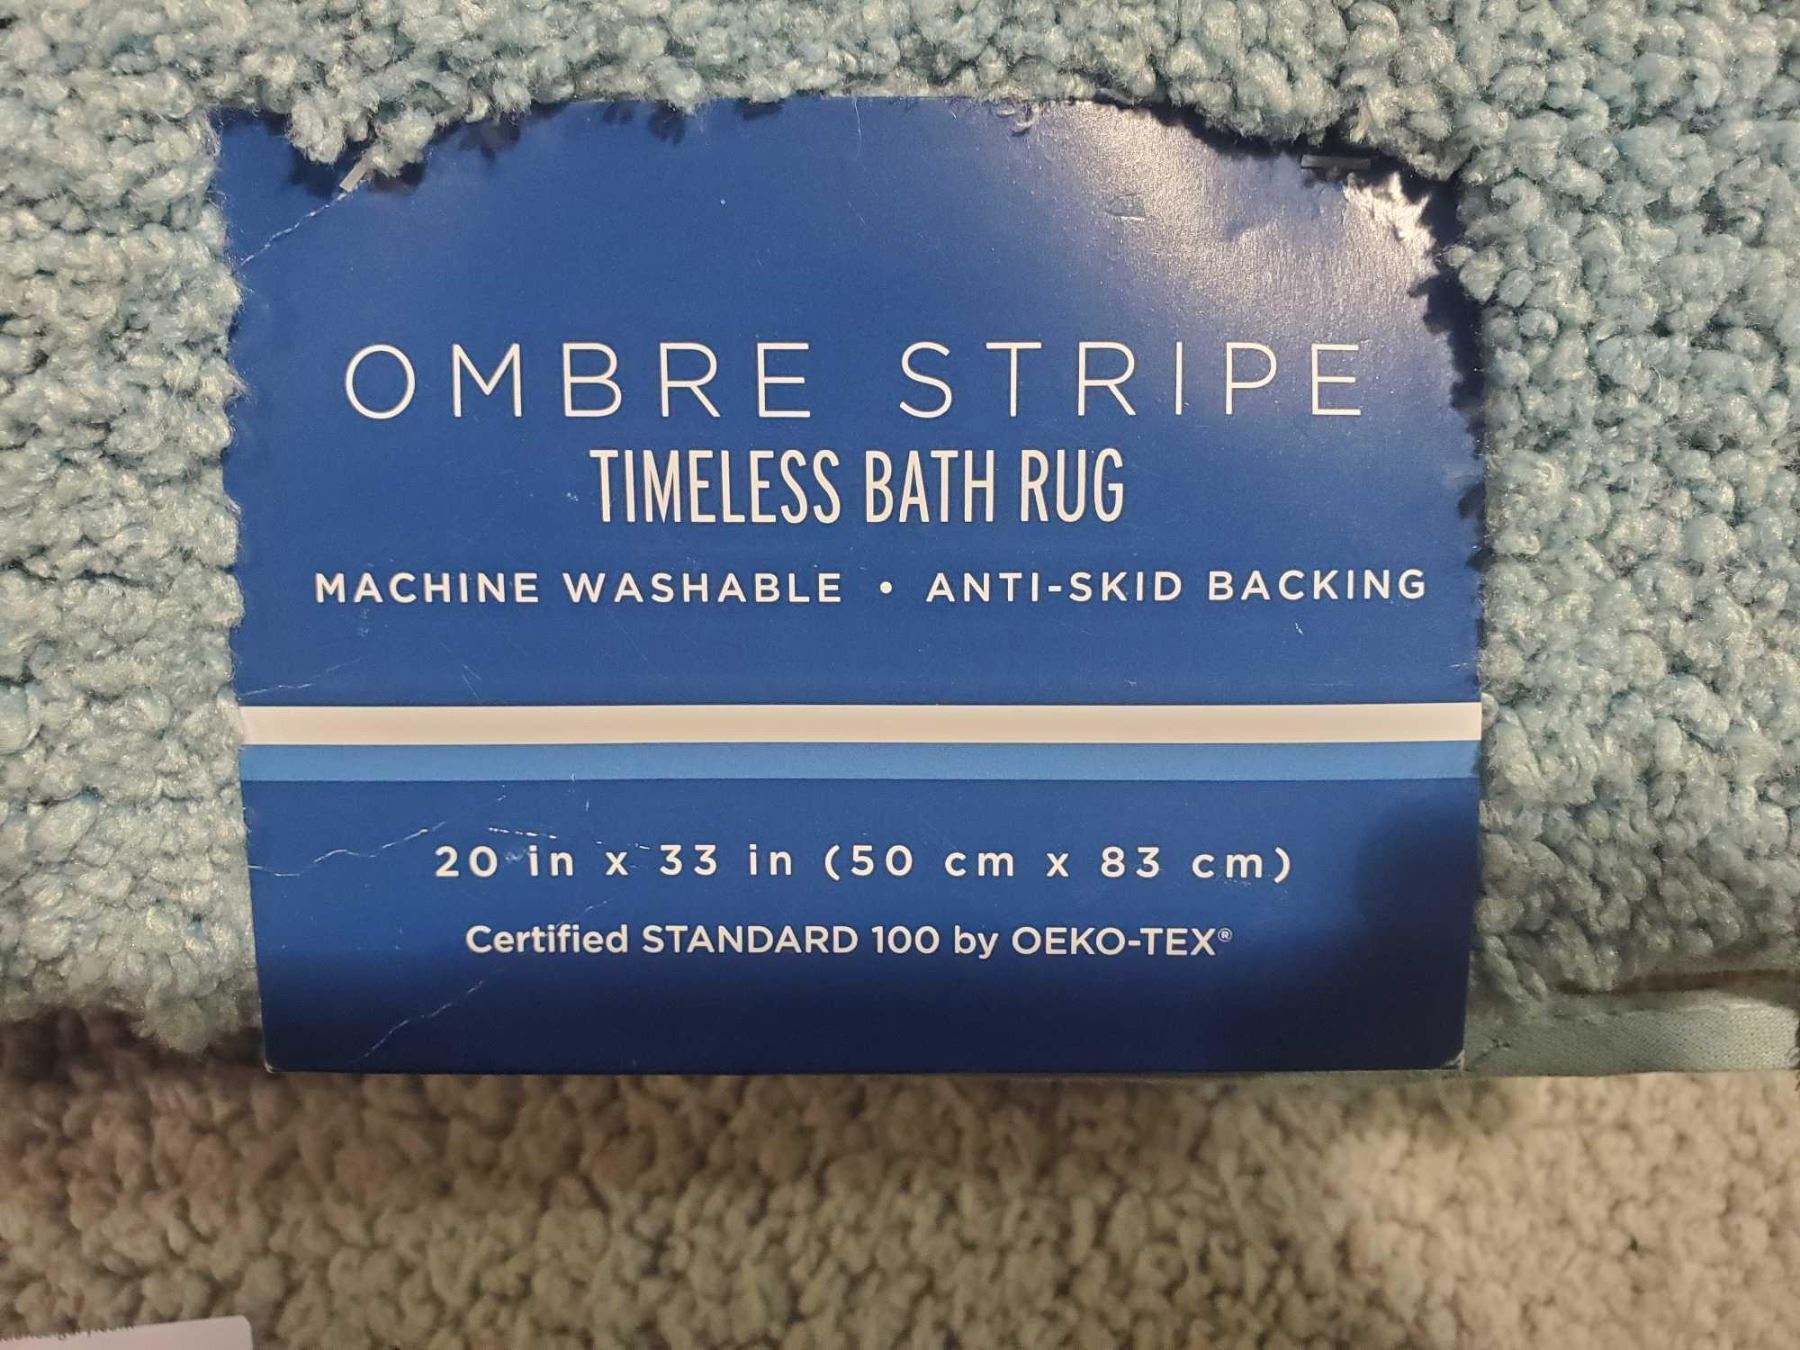 OMBRE STRIPE
TIMELESS BATH RUG
MACHINE WASHABLE • ANTI-SKID BACKING
20 in x 33 in (50 cm x 83 cm)
Certified STANDARD 100 by OEKO-TEX®